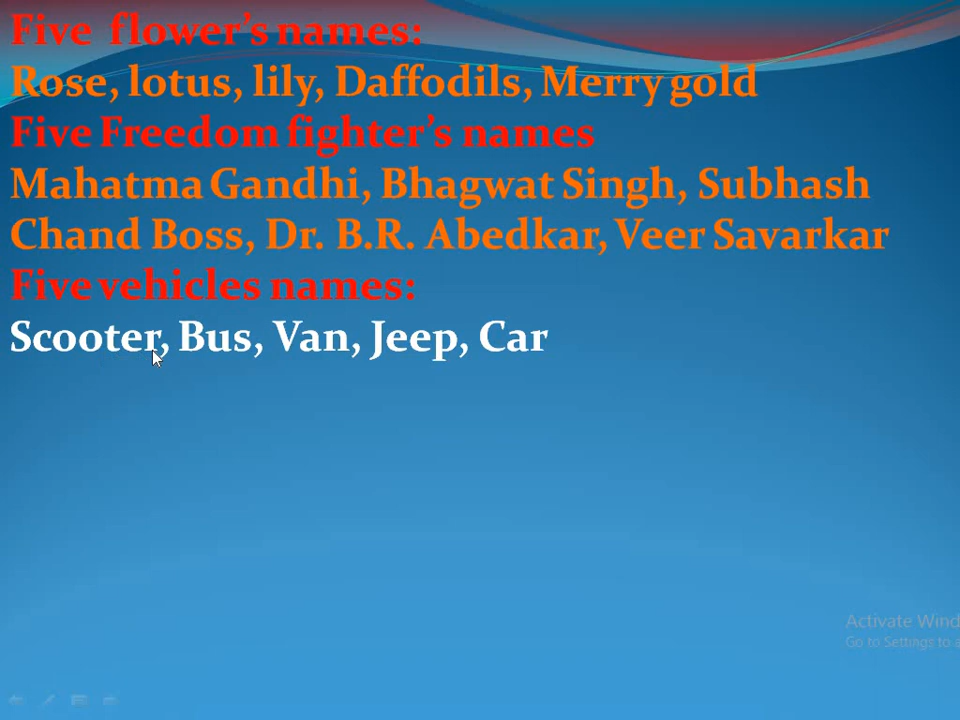 Five flower’s names:
Rose, lotus, lily, Daffodils, Merry gold
Five Freedom fighter’s names
Mahatma Gandhi, Bhagwat Singh, Subhash
Chand Boss, Dr. B.R. Abedkar, Veer Savarkar
Five vehicles names:
Scooter, Bus, Van, Jeep, Car
Activate Wind
Go to Settings to a